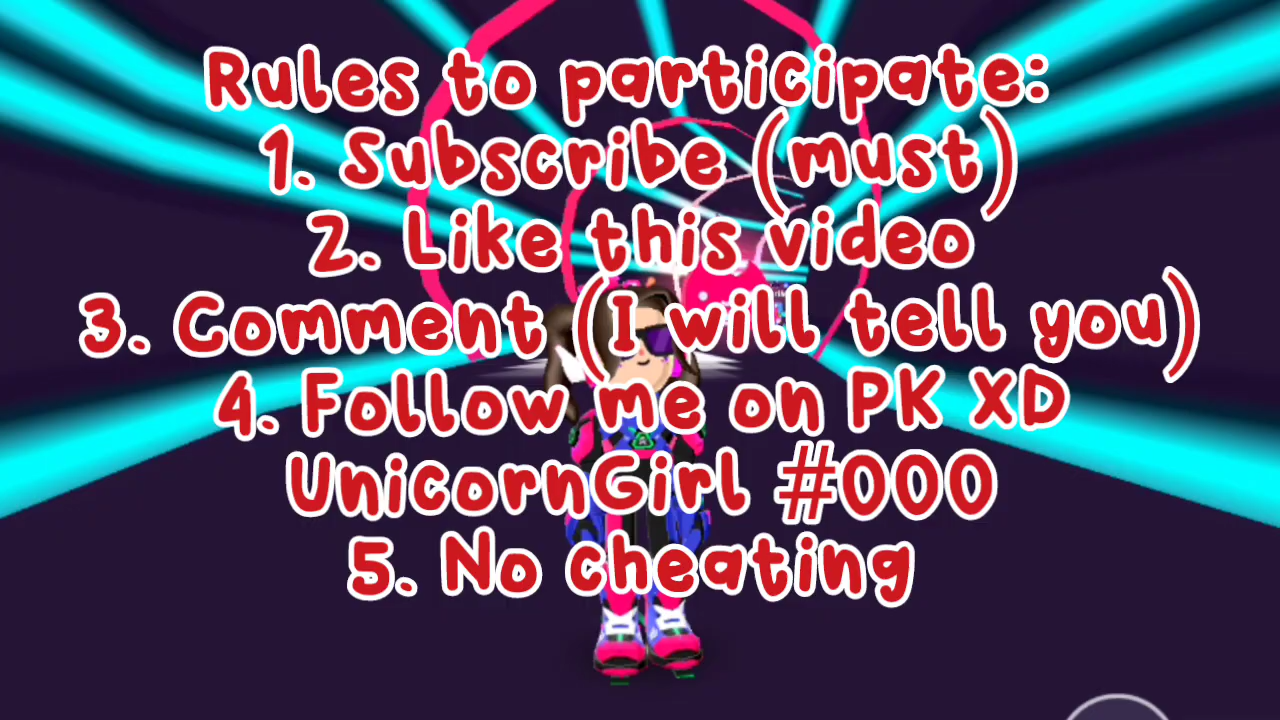 Rules to participate:
1. Subscribe (must)
2. Like this video
3. Comment (I will tell you)
4. Follow me on PK XD
UnicornGirl #000
5. No cheating